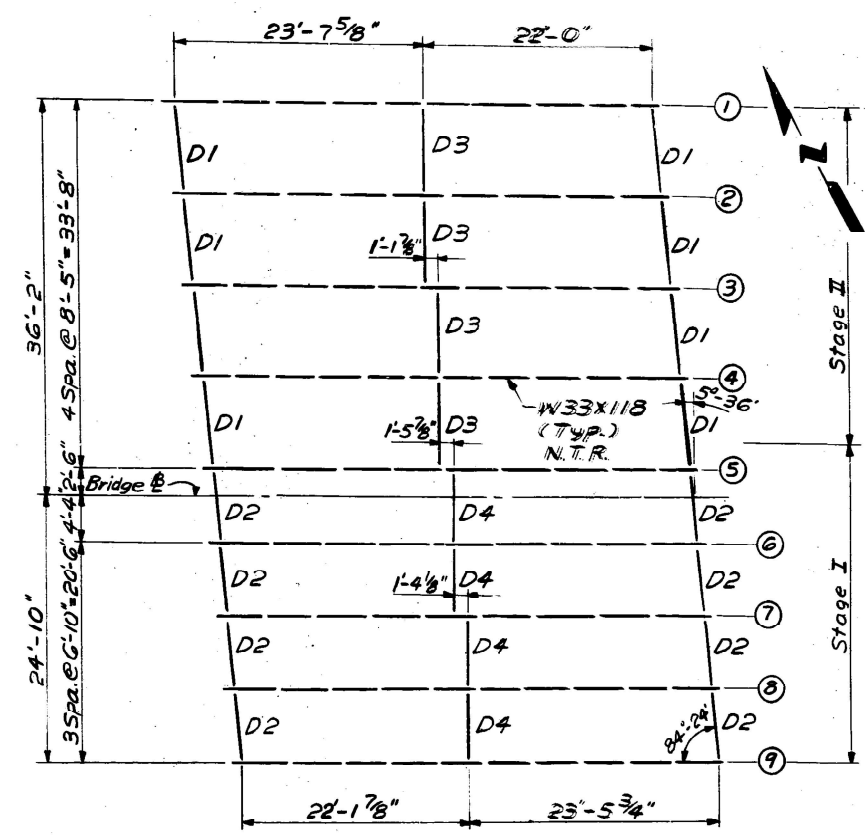 23'-7 5/8"
22'-0"
1
D1
D3
D1
2
D1
D3
D1
1'-1 7/8"
3
D3
D1
4
W33x118
(TYP.)
N.T.R.
5°-36'
D1
1'-5 7/8"
D3
D1
5
Bridge ℄
D2
D4
D2
6
D2
1'-4 1/8"
D4
D2
7
D2
D4
D2
8
D2
D4
84°-24'
D2
9
22'-1 7/8"
23'-5 3/4"
36'-2"
4 Spa. @ 8'-5" = 33'-8"
2'-6"
4'-4"
24'-10"
3 Spa. @ 6'-10" = 20'-6"
Z
Stage II
Stage I